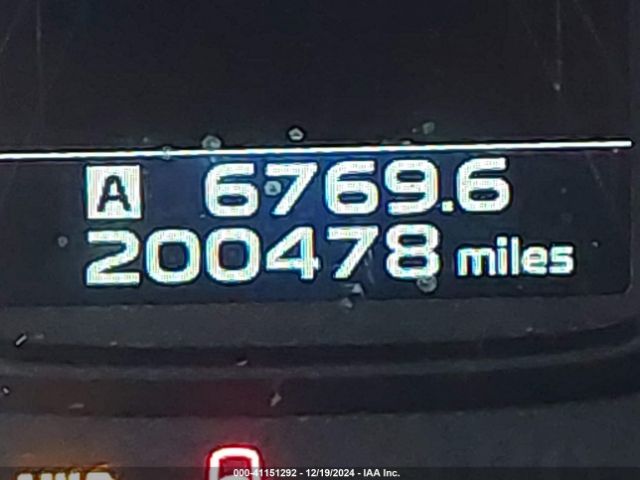 A 6769.6
200478 miles
000-41151292 - 12/19/2024 - IAA Inc.